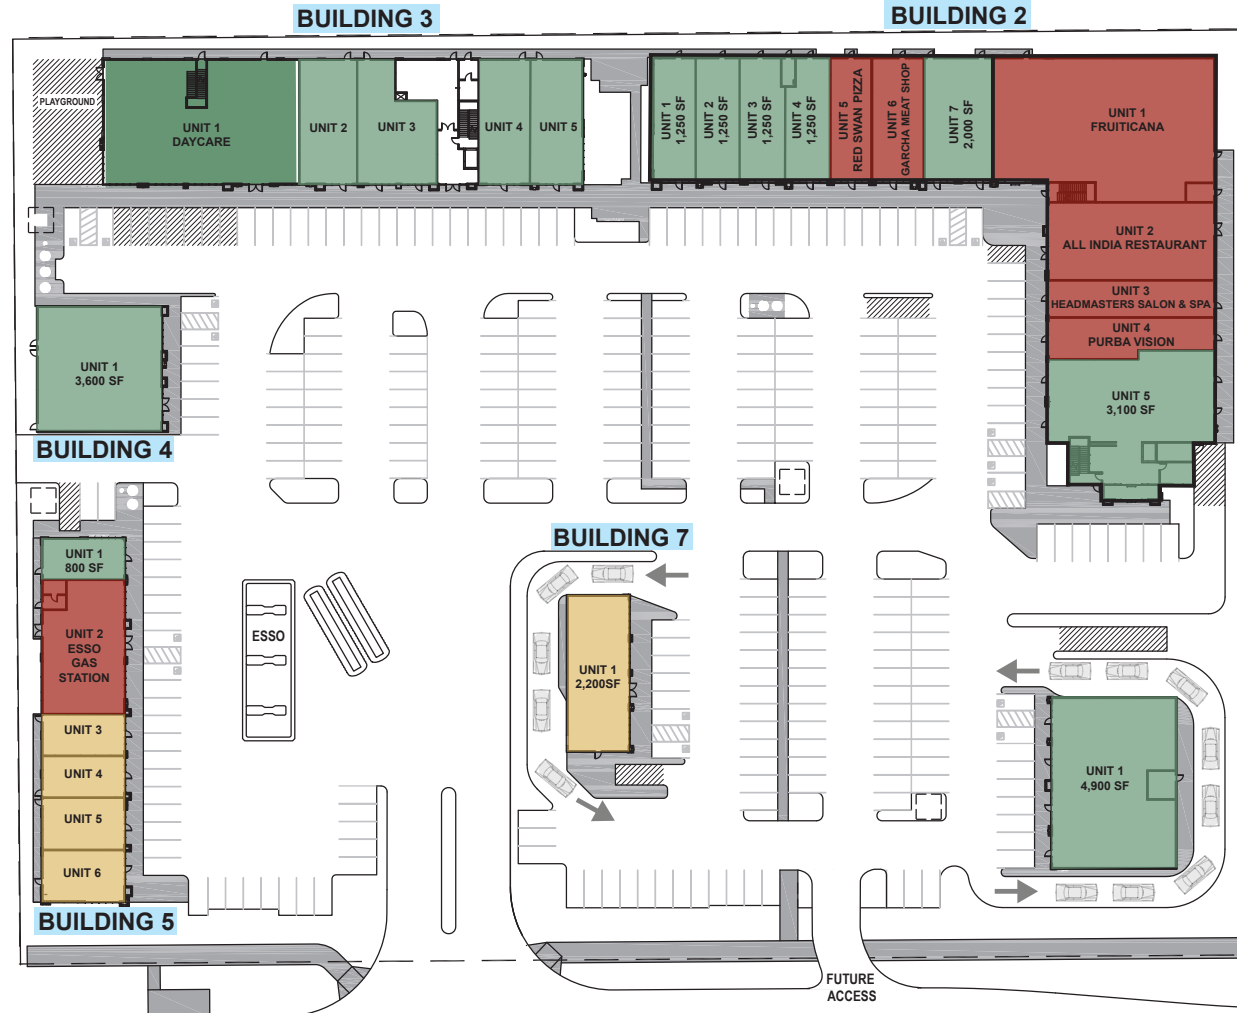 BUILDING 3
BUILDING 2
PLAYGROUND
UNIT 1
DAYCARE
UNIT 2
UNIT 3
UNIT 4
UNIT 5
UNIT 1
1,250 SF
UNIT 2
1,250 SF
UNIT 3
1,250 SF
UNIT 4
1,250 SF
UNIT 5
RED SWAN PIZZA
UNIT 6
GARCHA MEAT SHOP
UNIT 7
2,000 SF
UNIT 1
FRUITICANA
UNIT 2
ALL INDIA RESTAURANT
UNIT 3
HEADMASTERS SALON & SPA
UNIT 4
PURBA VISION
UNIT 5
3,100 SF
UNIT 1
3,600 SF
BUILDING 4
BUILDING 7
UNIT 1
800 SF
UNIT 2
ESSO
GAS
STATION
UNIT 3
UNIT 4
UNIT 5
UNIT 6
BUILDING 5
ESSO
UNIT 1
2,200SF
UNIT 1
4,900 SF
FUTURE
ACCESS